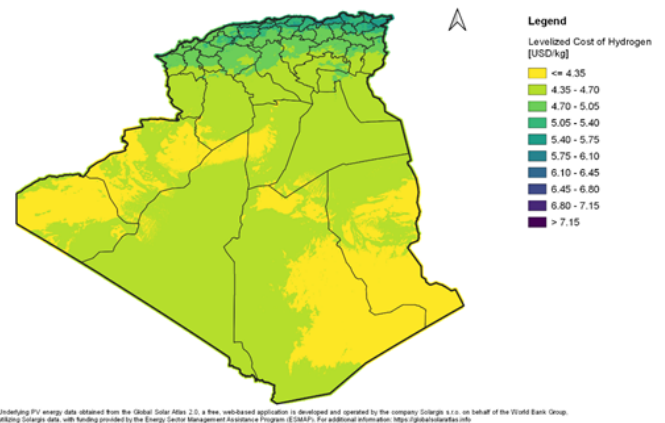 Legend
Levelized Cost of Hydrogen
[USD/kg]
<= 4.35
4.35 - 4.70
4.70 - 5.05
5.05 - 5.40
5.40 - 5.75
5.75 - 6.10
6.10 - 6.45
6.45 - 6.80
6.80 - 7.15
> 7.15
Underlying PV energy data obtained from the Global Solar Atlas 2.0, a free, web-based application is developed and operated by the company Solargis s.r.o. on behalf of the World Bank Group,
utilizing Solargis data, with funding provided by the Energy Sector Management Assistance Program (ESMAP). For additional information: https://globalsolaratlas.info